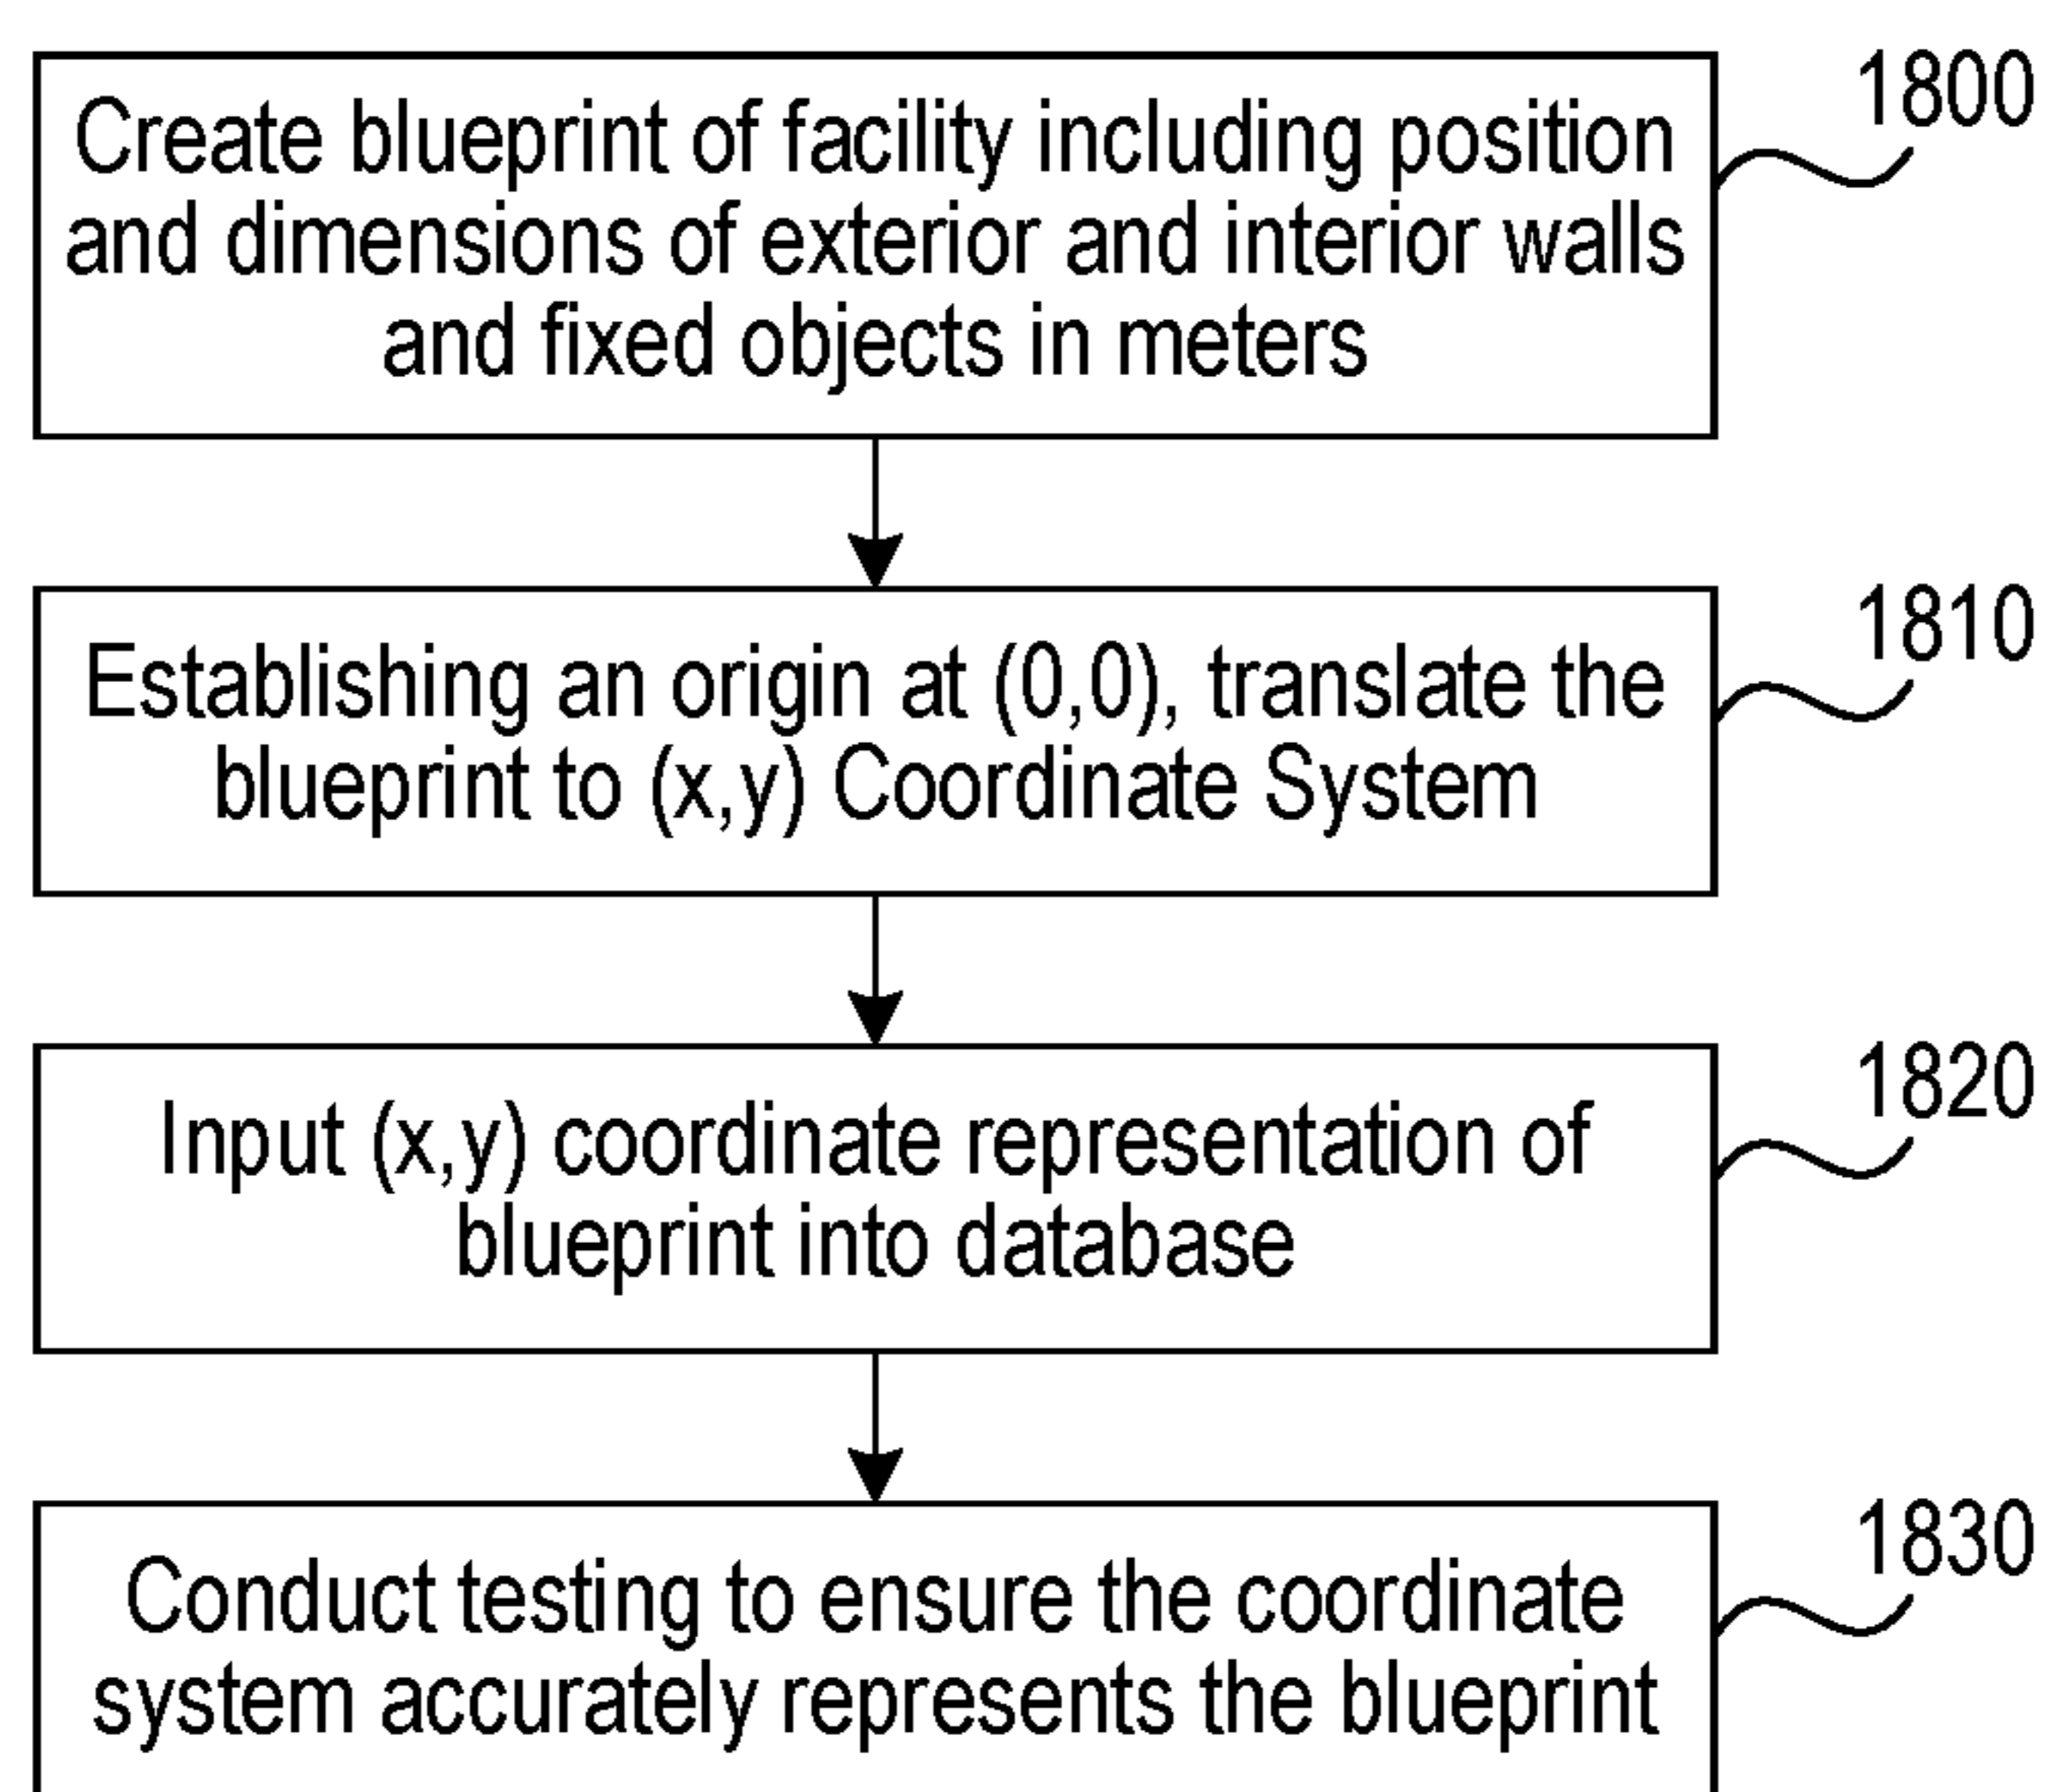 Create blueprint of facility including position
and dimensions of exterior and interior walls
and fixed objects in meters
1800
Establishing an origin at (0,0), translate the
blueprint to (x,y) Coordinate System
1810
Input (x,y) coordinate representation of
blueprint into database
1820
Conduct testing to ensure the coordinate
system accurately represents the blueprint
1830